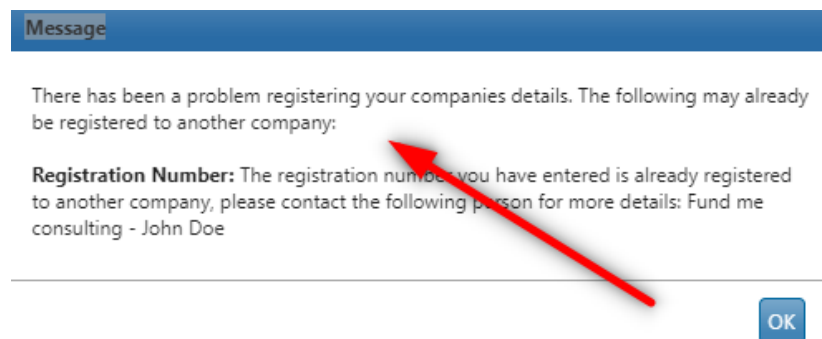 Message
There has been a problem registering your companies details. The following may already
be registered to another company:
Registration Number: The registration number you have entered is already registered
to another company, please contact the following person for more details: Fund me
consulting - John Doe
OK